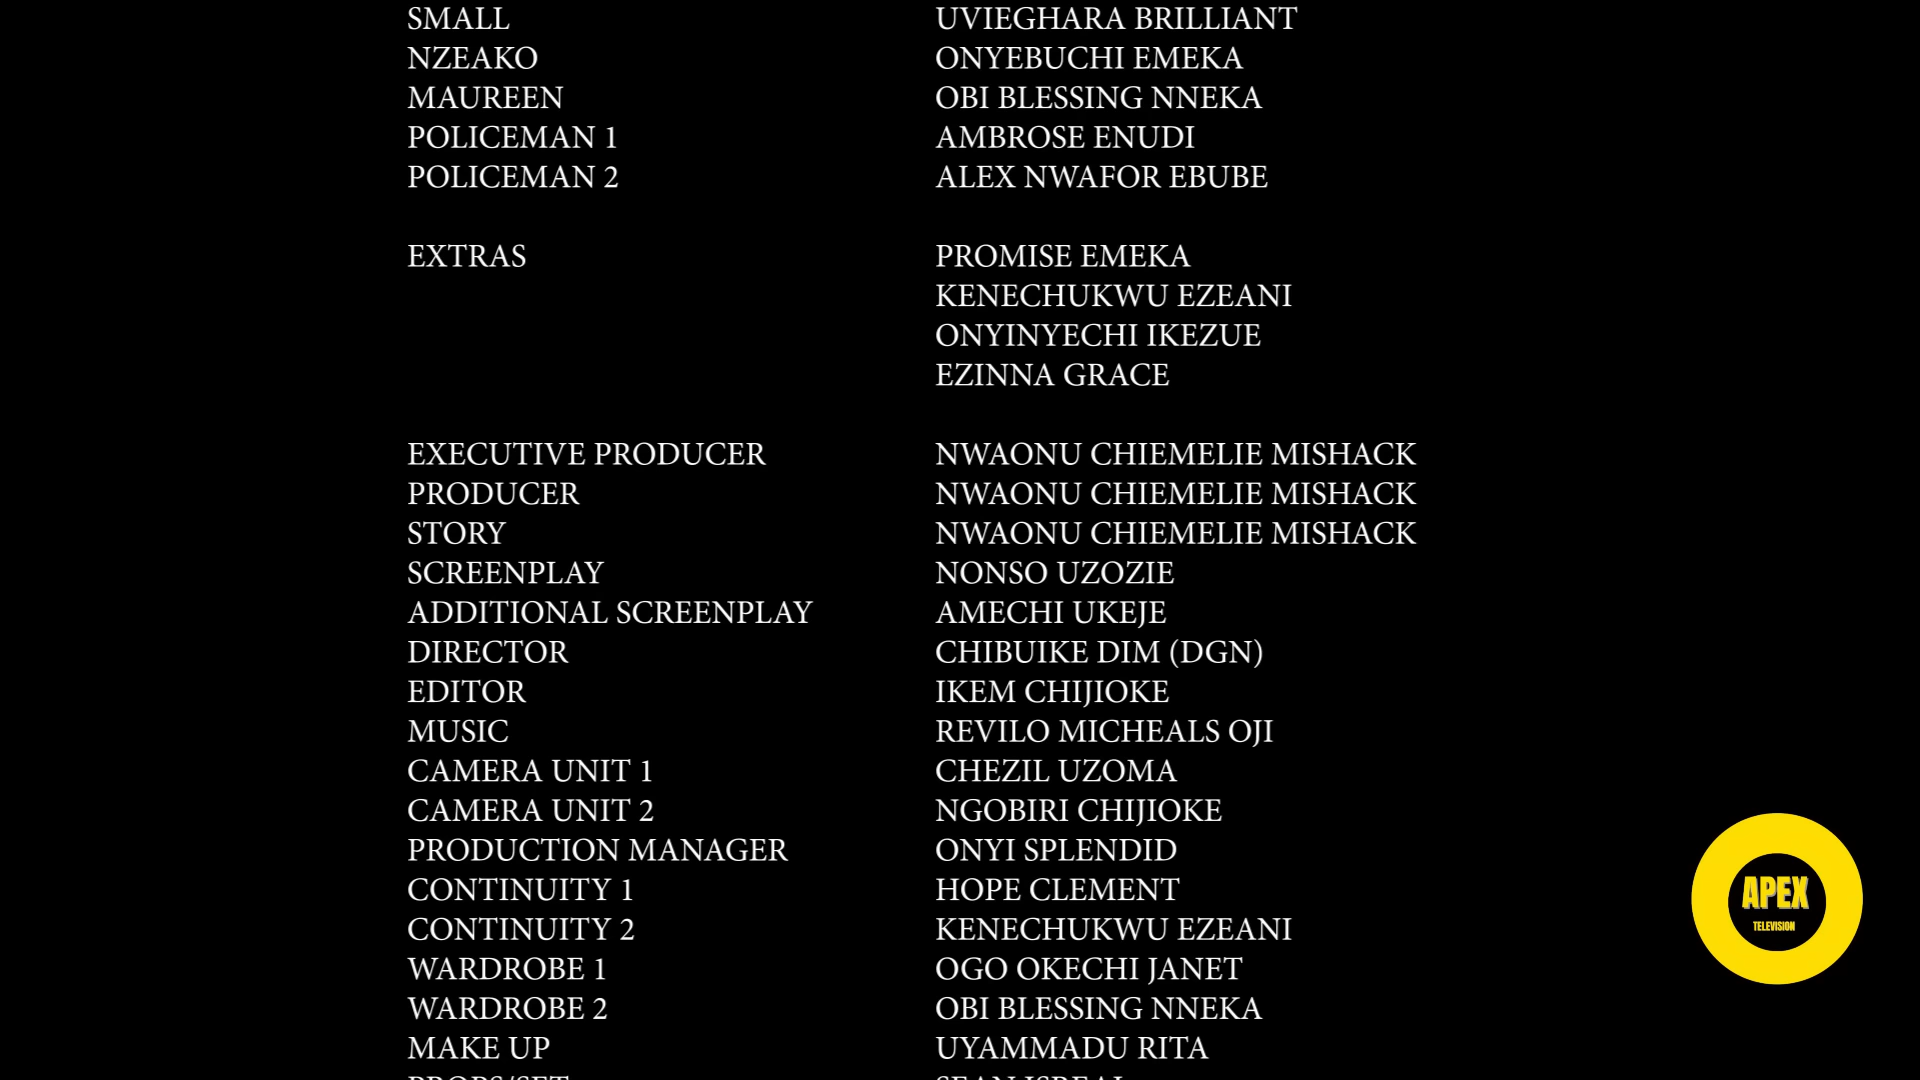 SMALL UVIEGHARA BRILLIANT
NZEAKO ONYEBUCHI EMEKA
MAUREEN OBI BLESSING NNEKA
POLICEMAN 1 AMBROSE ENUDI
POLICEMAN 2 ALEX NWAFOR EBUBE
EXTRAS PROMISE EMEKA
KENECHUKWU EZEANI
ONYINYECHI IKEZUE
EZINNA GRACE
EXECUTIVE PRODUCER NWAONU CHIEMELIE MISHACK
PRODUCER NWAONU CHIEMELIE MISHACK
STORY NWAONU CHIEMELIE MISHACK
SCREENPLAY NONSO UZOZIE
ADDITIONAL SCREENPLAY AMECHI UKEJE
DIRECTOR CHIBUIKE DIM (DGN)
EDITOR IKEM CHIJIOKE
MUSIC REVILO MICHEALS OJI
CAMERA UNIT 1 CHEZIL UZOMA
CAMERA UNIT 2 NGOBIRI CHIJIOKE
PRODUCTION MANAGER ONYI SPLENDID
CONTINUITY 1 HOPE CLEMENT
CONTINUITY 2 KENECHUKWU EZEANI
WARDROBE 1 OGO OKECHI JANET
WARDROBE 2 OBI BLESSING NNEKA
MAKE UP UYAMMADU RITA
APEX
TELEVISION